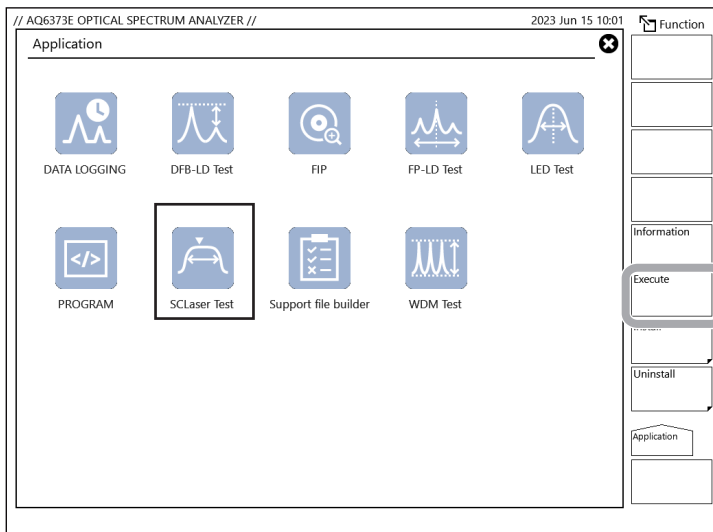 // AQ6373E OPTICAL SPECTRUM ANALYZER // 2023 Jun 15 10:01
Function
Application
DATA LOGGING DFB-LD Test FIP FP-LD Test LED Test
Information
</> 
Execute
PROGRAM SCLaser Test Support file builder WDM Test
Uninstall
Application